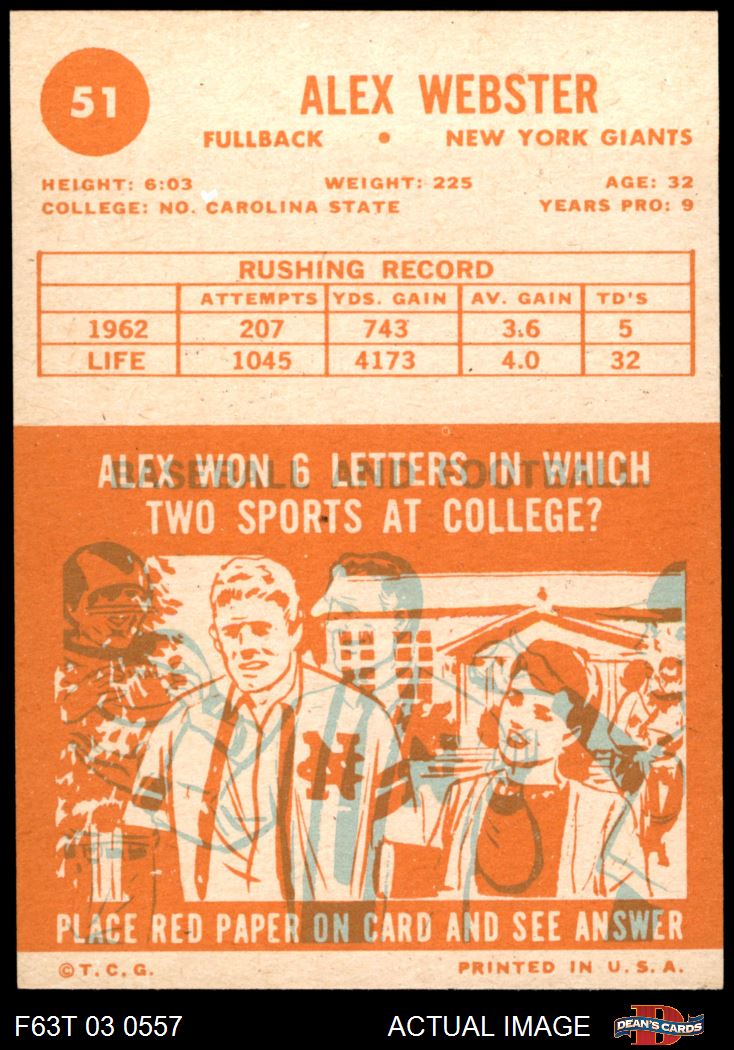 51
ALEX WEBSTER
FULLBACK • NEW YORK GIANTS
HEIGHT: 6:03 WEIGHT: 225 AGE: 32
COLLEGE: NO. CAROLINA STATE YEARS PRO: 9
RUSHING RECORD
ATTEMPTS YDS. GAIN AV. GAIN TD'S
1962 207 743 3.6 5
LIFE 1045 4173 4.0 32
ALEX WON 6 LETTERS IN WHICH
BASEBALL AND FOOTBALL.
TWO SPORTS AT COLLEGE?
PLACE RED PAPER ON CARD AND SEE ANSWER
©T.C.G. PRINTED IN U.S.A.
F63T 03 0557 ACTUAL IMAGE D DEAN'S CARDS